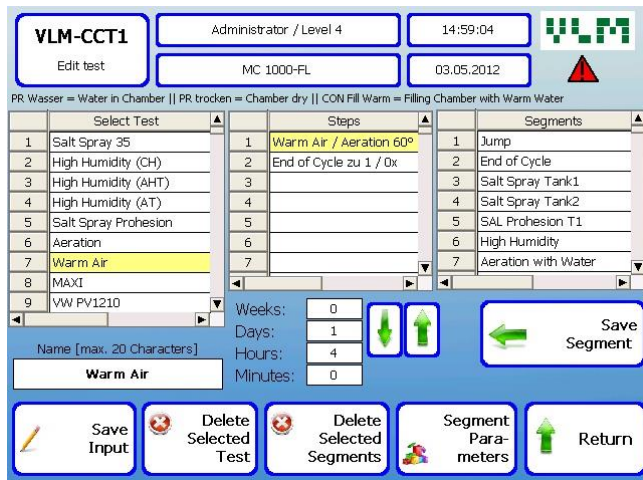 VLM-CCT1
Edit test
Administrator / Level 4
14:59:04
VLM
MC 1000-FL
03.05.2012
PR Wasser = Water in Chamber || PR trocken = Chamber dry || CON Fill Warm = Filling Chamber with Warm Water
Select Test
1 Salt Spray 35
2 High Humidity (CH)
3 High Humidity (AHT)
4 High Humidity (AT)
5 Salt Spray Prohesion
6 Aeration
7 Warm Air
8 MAXI
9 VW PV1210
Steps
1 Warm Air / Aeration 60º
2 End of Cycle zu 1 / 0x
3
4
5
6
7
Segments
1 Jump
2 End of Cycle
3 Salt Spray Tank1
4 Salt Spray Tank2
5 SAL Prohesion T1
6 High Humidity
7 Aeration with Water
Name [max. 20 Characters]
Warm Air
Weeks: 0
Days: 1
Hours: 4
Minutes: 0
Save
Segment
Save
Input
Delete
Selected
Test
Delete
Selected
Segments
Segment
Para-
meters
Return